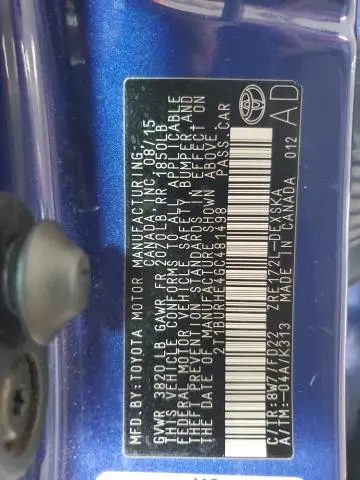 MFD.BY:TOYOTA MOTOR MANUFACTURING
CANADA,INC. 08/15
GVWR 3820LB GAWR FR 2070LB RR 1850LB
THIS VEHICLE CONFORMS TO ALL APPLICABLE
FEDERAL MOTOR VEHICLE SAFETY, BUMPER AND
THEFT PREVENTION STANDARDS IN EFFECT ON
THE DATE OF MANUFACTURE SHOWN ABOVE.
2T1BURHE4GC481498 PASS.CAR
C/TR:8W7/FD22 ZRE172L-DEXSKA
A/TM:-04A/K313 MADE IN CANADA 012
AD